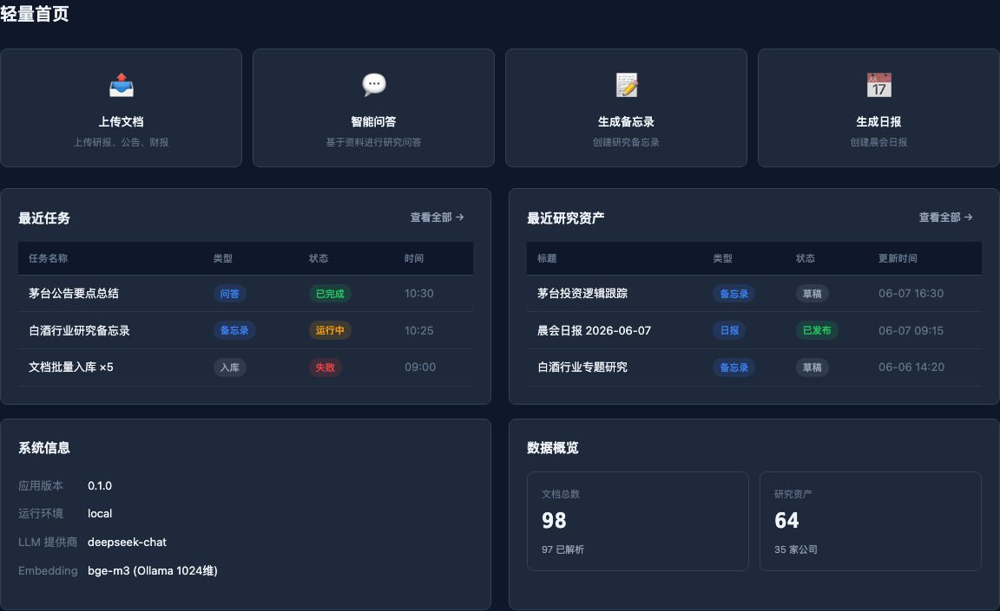 轻量首页
上传文档
上传研报、公告、财报
智能问答
基于资料进行研究问答
生成备忘录
创建研究备忘录
17
生成日报
创建晨会日报
最近任务
查看全部 →
任务名称 类型 状态 时间
茅台公告要点总结 问答 已完成 10:30
白酒行业研究备忘录 备忘录 运行中 10:25
文档批量入库 ×5 入库 失败 09:00
最近研究资产
查看全部 →
标题 类型 状态 更新时间
茅台投资逻辑跟踪 备忘录 草稿 06-07 16:30
晨会日报 2026-06-07 日报 已发布 06-07 09:15
白酒行业专题研究 备忘录 草稿 06-06 14:20
系统信息
应用版本 0.1.0
运行环境 local
LLM 提供商 deepseek-chat
Embedding bge-m3 (Ollama 1024维)
数据概览
文档总数
98
97 已解析
研究资产
64
35 家公司